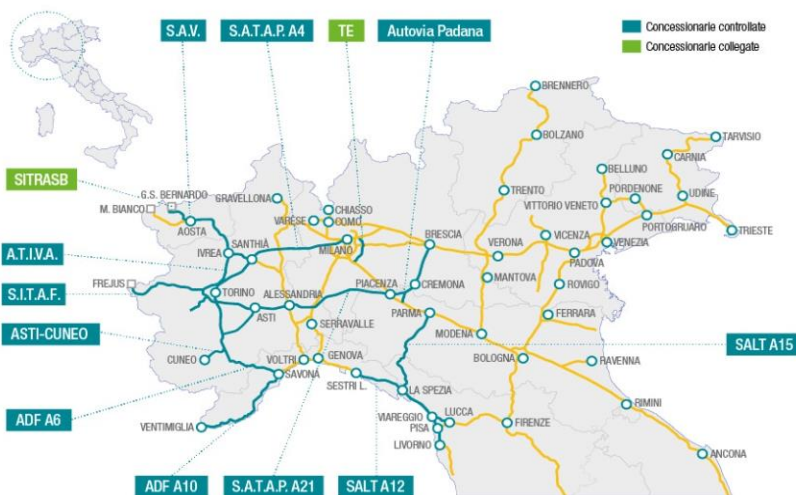 S.A.V.
S.A.T.A.P. A4
TE
Autovia Padana
Concessionarie controllate
Concessionarie collegate
BRENNERO
BOLZANO
TARVISIO
CARNIA
SITRASB
BELLUNO
G.S. BERNARDO
GRAVELLONA
TRENTO
PORDENONE
UDINE
M. BIANCO
CHIASSO
VITTORIO VENETO
VARESE
COMO
AOSTA
BRESCIA
VICENZA
PORTOGRUARO
TRIESTE
SANTHIÀ
A.T.I.V.A.
IVREA
MILANO
VERONA
VENEZIA
PADOVA
FREJUS
S.I.T.A.F.
PIACENZA
CREMONA
MANTOVA
ROVIGO
TORINO
ALESSANDRIA
PARMA
ASTI
FERRARA
ASTI-CUNEO
SERRAVALLE
MODENA
SALT A15
CUNEO
VOLTRI
GENOVA
BOLOGNA
RAVENNA
SAVONA
SESTRI L.
LA SPEZIA
ADF A6
RIMINI
VIAREGGIO
LUCCA
VENTIMIGLIA
PISA
FIRENZE
LIVORNO
ANCONA
ADF A10
S.A.T.A.P. A21
SALT A12